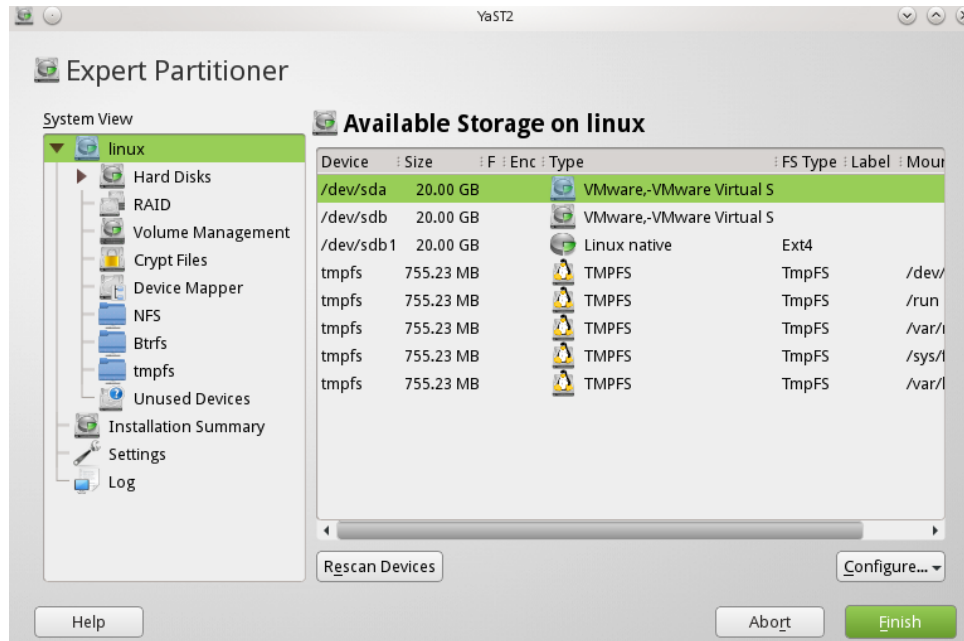 YaST2
Expert Partitioner
System View
linux
Hard Disks
RAID
Volume Management
Crypt Files
Device Mapper
NFS
Btrfs
tmpfs
Unused Devices
Installation Summary
Settings
Log
Available Storage on linux
Device Size F Enc Type FS Type Label Moun
/dev/sda 20.00 GB VMware,-VMware Virtual S
/dev/sdb 20.00 GB VMware,-VMware Virtual S
/dev/sdb1 20.00 GB Linux native Ext4
tmpfs 755.23 MB TMPFS TmpFS /dev/
tmpfs 755.23 MB TMPFS TmpFS /run
tmpfs 755.23 MB TMPFS TmpFS /var/
tmpfs 755.23 MB TMPFS TmpFS /sys/
tmpfs 755.23 MB TMPFS TmpFS /var/
Rescan Devices Configure...
Help Abort Finish